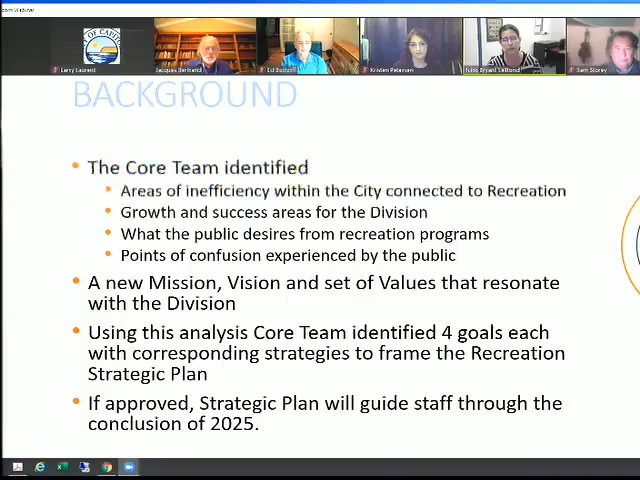 Larry Laurent
Jacques Bertrand
Ed Bottorff
Kristen Petersen
Nikki Bryant LeBlond
Sam Storey
BACKGROUND
The Core Team identified
Areas of inefficiency within the City connected to Recreation
Growth and success areas for the Division
What the public desires from recreation programs
Points of confusion experienced by the public
A new Mission, Vision and set of Values that resonate
with the Division
Using this analysis Core Team identified 4 goals each
with corresponding strategies to frame the Recreation
Strategic Plan
If approved, Strategic Plan will guide staff through the
conclusion of 2025.